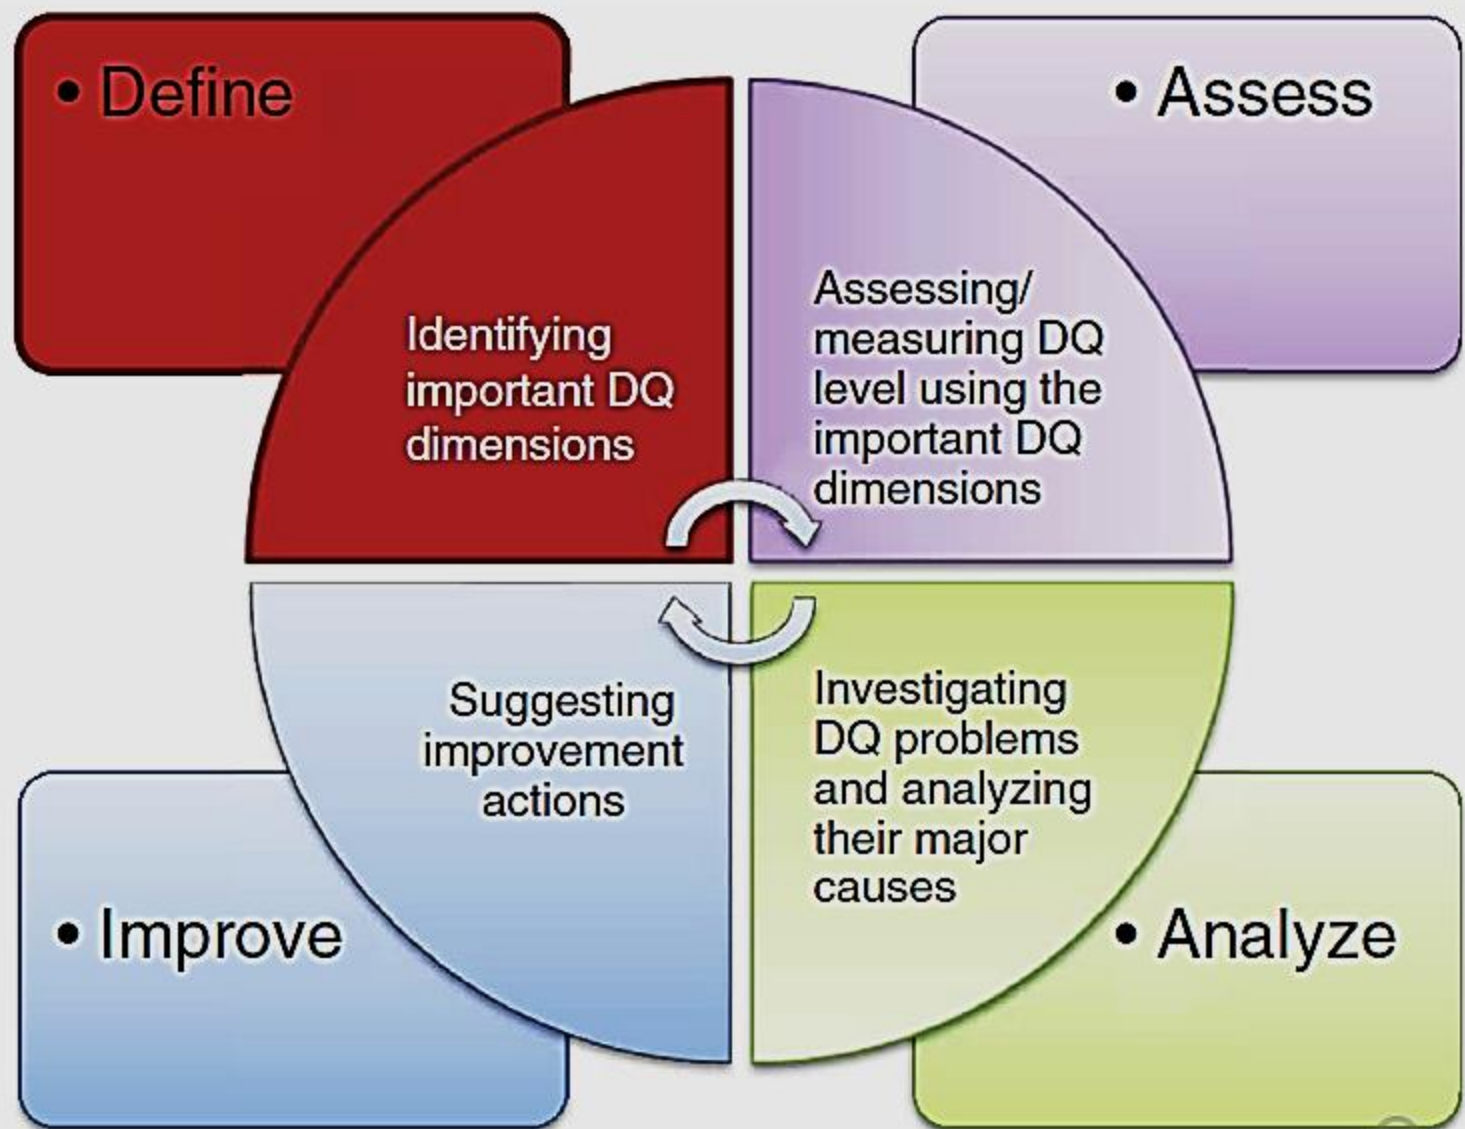 • Define
• Assess
Identifying
important DQ
dimensions
Assessing/
measuring DQ
level using the
important DQ
dimensions
Suggesting
improvement
actions
Investigating
DQ problems
and analyzing
their major
causes
• Improve
• Analyze